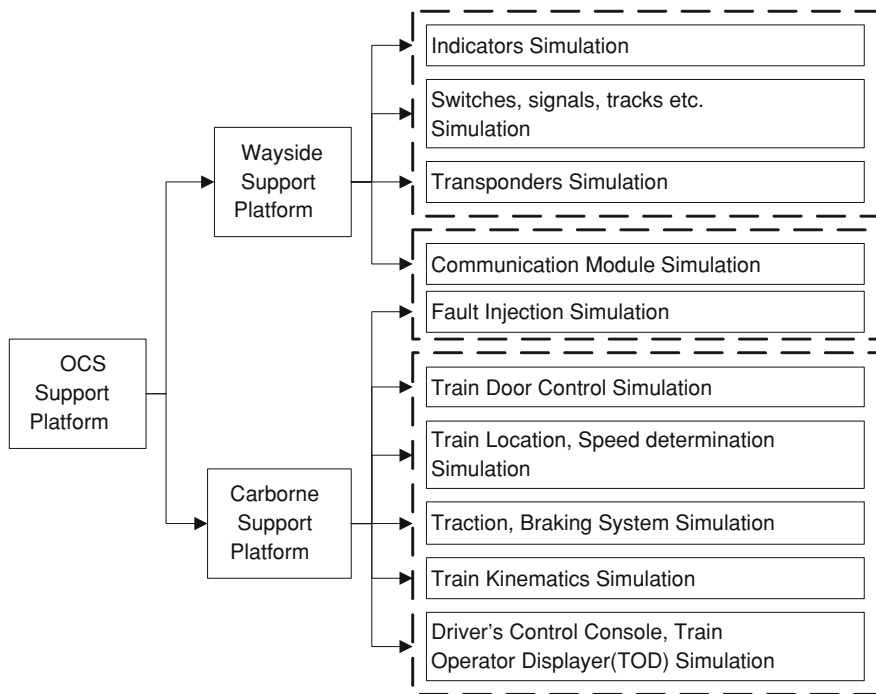 OCS
Support
Platform
Wayside
Support
Platform
Carborne
Support
Platform
Indicators Simulation
Switches, signals, tracks etc.
Simulation
Transponders Simulation
Communication Module Simulation
Fault Injection Simulation
Train Door Control Simulation
Train Location, Speed determination
Simulation
Traction, Braking System Simulation
Train Kinematics Simulation
Driver's Control Console, Train
Operator Displayer(TOD) Simulation